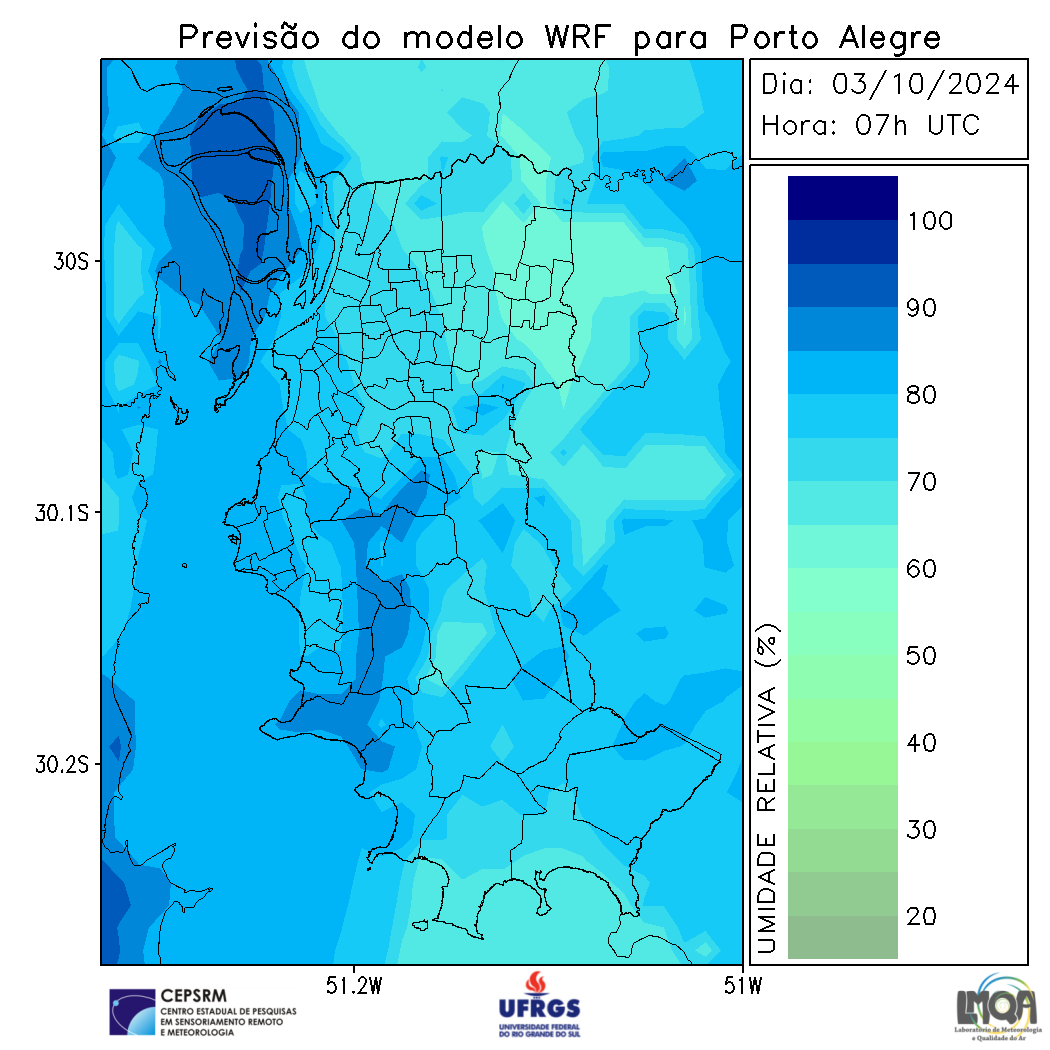 Previsão do modelo WRF para Porto Alegre
Dia: 03/10/2024
Hora: 07h UTC
30S
30.1S
30.2S
51.2W
51W
100
90
80
70
60
50
40
30
20
UMIDADE RELATIVA (%)
CEPSRM
CENTRO ESTADUAL DE PESQUISAS
EM SENSORIAMENTO REMOTO
E METEOROLOGIA
UFRGS
UNIVERSIDADE FEDERAL
DO RIO GRANDE DO SUL
LMQA
Laboratório de Meteorologia
e Qualidade do Ar